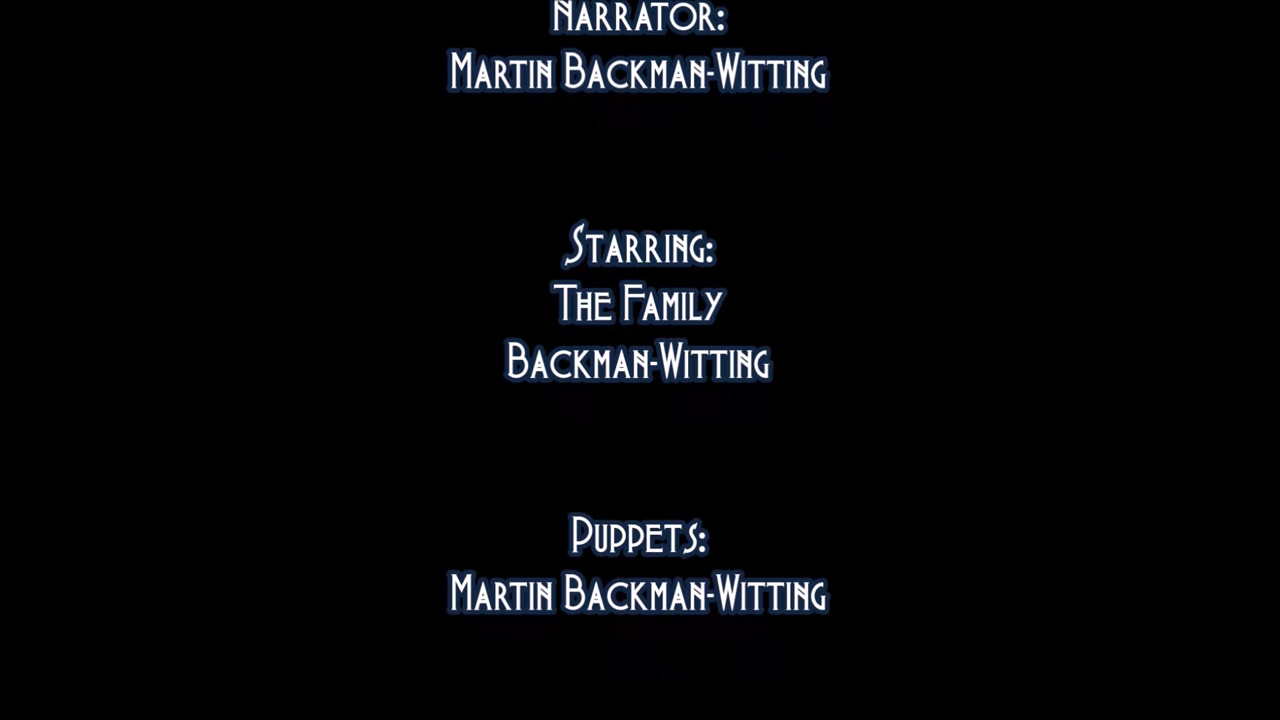 Narrator:
Martin Backman-Witting
Starring:
The Family
Backman-Witting
Puppets:
Martin Backman-Witting